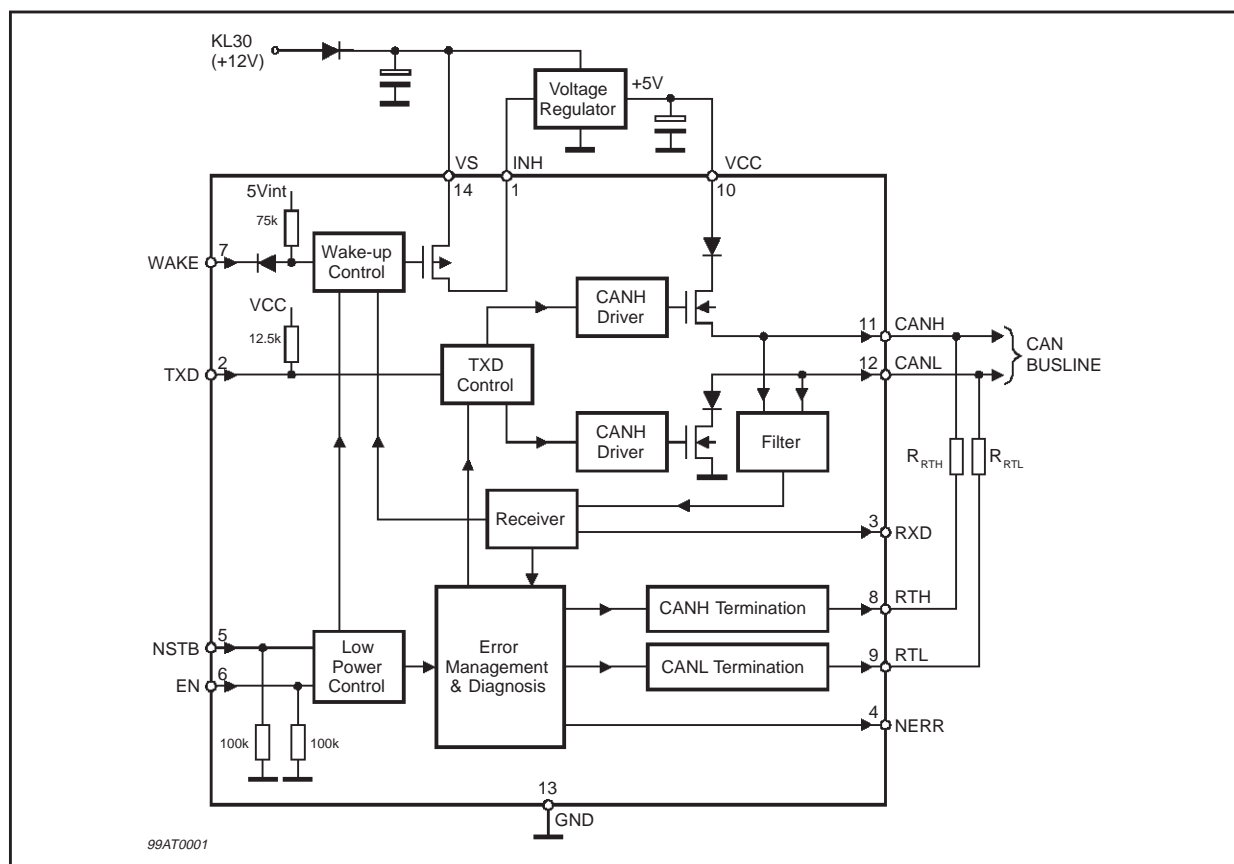 KL30
(+12V)
Voltage
Regulator
+5V
VS
INH
VCC
14
1
10
5Vint
75k
WAKE
7
Wake-up
Control
VCC
12.5k
TXD
2
TXD
Control
CANH
Driver
11
CANH
12
CANL
CAN
BUSLINE
CANH
Driver
Filter
RRTH
RRTL
Receiver
3
RXD
8
RTH
CANH Termination
NSTB
5
Low
Power
Control
Error
Management
& Diagnosis
CANL Termination
9
RTL
EN
6
4
NERR
100k
100k
13
GND
99AT0001